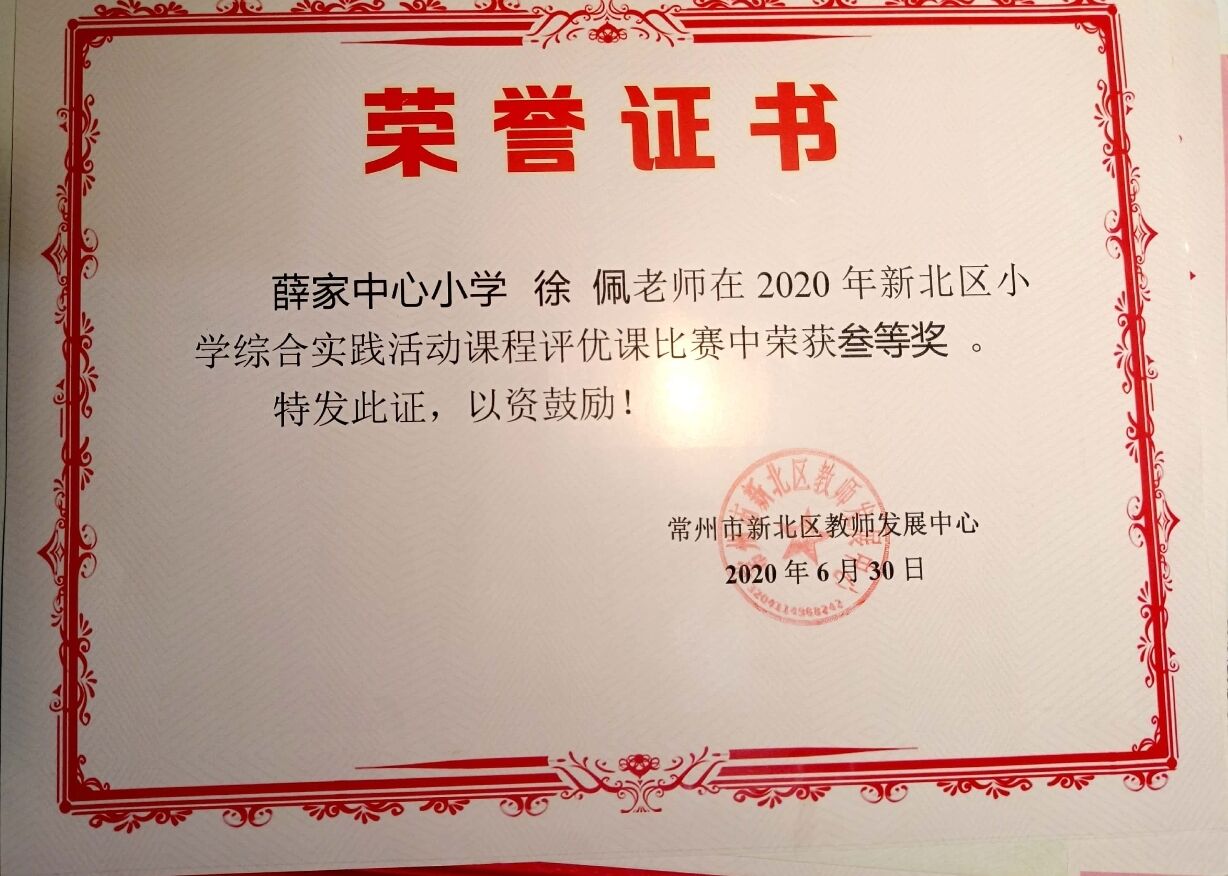 荣誉证书
薛家中心小学 徐 佩老师在 2020 年新北区小
学综合实践活动课程评优课比赛中荣获叁等奖 。
特发此证，以资鼓励！
常州市新北区教师发展中心
2020 年 6 月 30 日